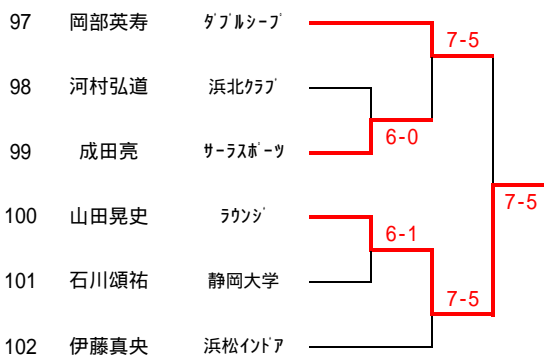 97 岡部英寿 ﾀﾞﾌﾞﾙｼｰﾌﾟ
7-5
98 河村弘道 浜北ｸﾗﾌﾞ
6-0
99 成田亮 ｻｰﾗｽﾎﾟｰﾂ
7-5
100 山田晃史 ﾗｳﾝｼﾞ
6-1
101 石川頌祐 静岡大学
7-5
102 伊藤真央 浜松ｲﾝﾄﾞｱ